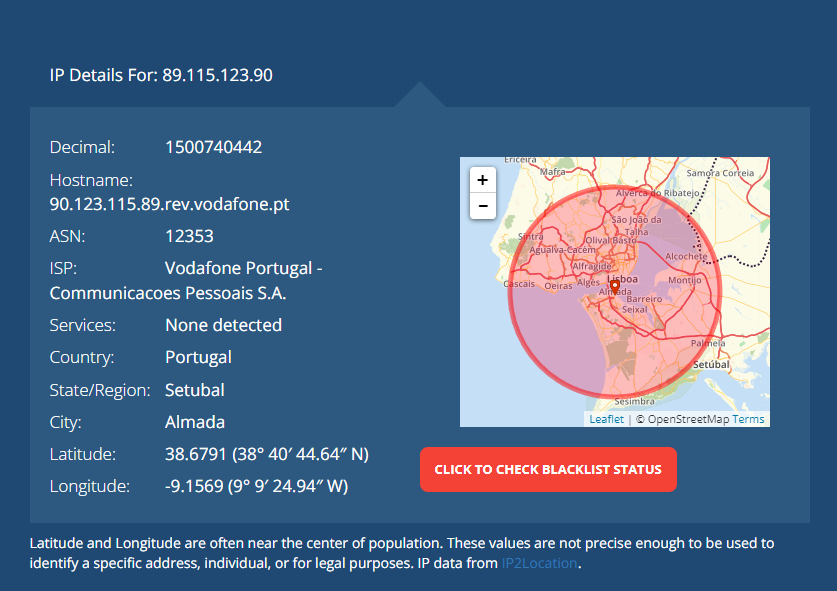 IP Details For: 89.115.123.90
Decimal: 1500740442
Hostname:
90.123.115.89.rev.vodafone.pt
ASN: 12353
ISP: Vodafone Portugal -
Communicacoes Pessoais S.A.
Services: None detected
Country: Portugal
State/Region: Setubal
City: Almada
Latitude: 38.6791 (38° 40′ 44.64″ N)
Longitude: -9.1569 (9° 9′ 24.94″ W)
+
−
Ericeira
Mafra
Samora Correia
Alverca do Ribatejo
São João da
Talha
Sintra
Olival Basto
Agualva-Cacém
Alcochete
Alfragide
Cascais
Oeiras
Algés
Lisboa
Montijo
Almada
Barreiro
Seixal
Palmela
Setúbal
Sesimbra
Leaflet | © OpenStreetMap Terms
CLICK TO CHECK BLACKLIST STATUS
Latitude and Longitude are often near the center of population. These values are not precise enough to be used to
identify a specific address, individual, or for legal purposes. IP data from IP2Location.